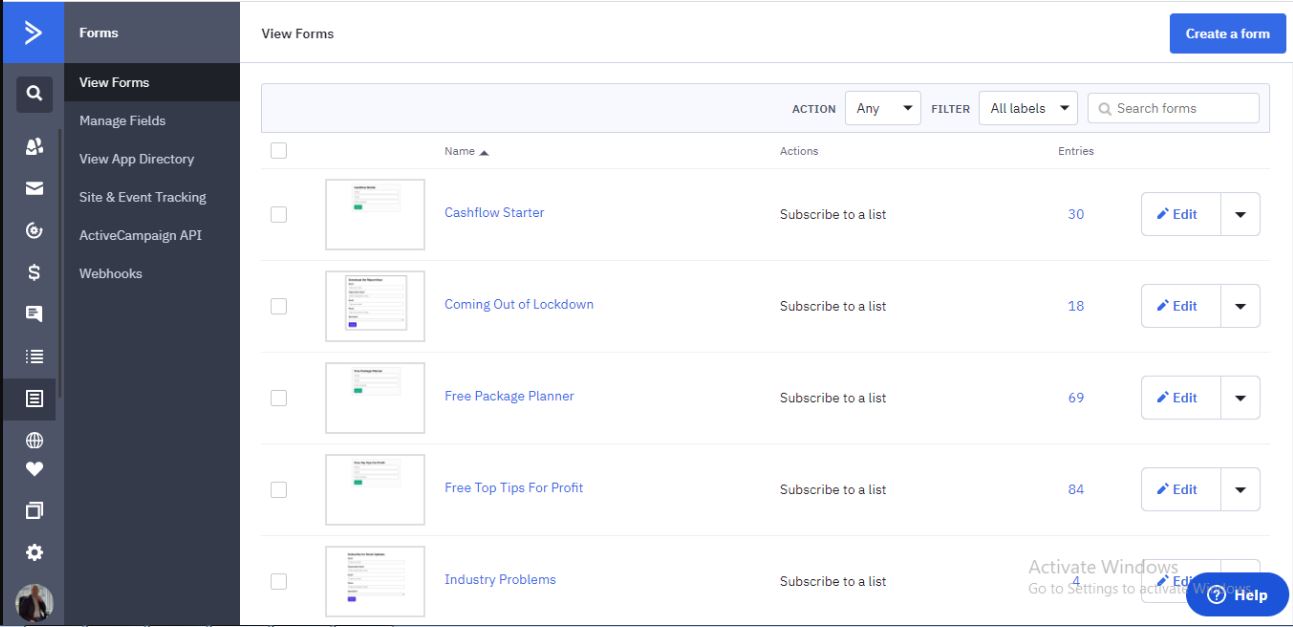 Forms
View Forms
Create a form
View Forms
Manage Fields
View App Directory
Site & Event Tracking
ActiveCampaign API
Webhooks
ACTION Any FILTER All labels Search forms
Name Actions Entries
Cashflow Starter Subscribe to a list 30 Edit
Coming Out of Lockdown Subscribe to a list 18 Edit
Free Package Planner Subscribe to a list 69 Edit
Free Top Tips For Profit Subscribe to a list 84 Edit
Industry Problems Subscribe to a list 4
Activate Windows
Go to Settings to activate Windows.
Help